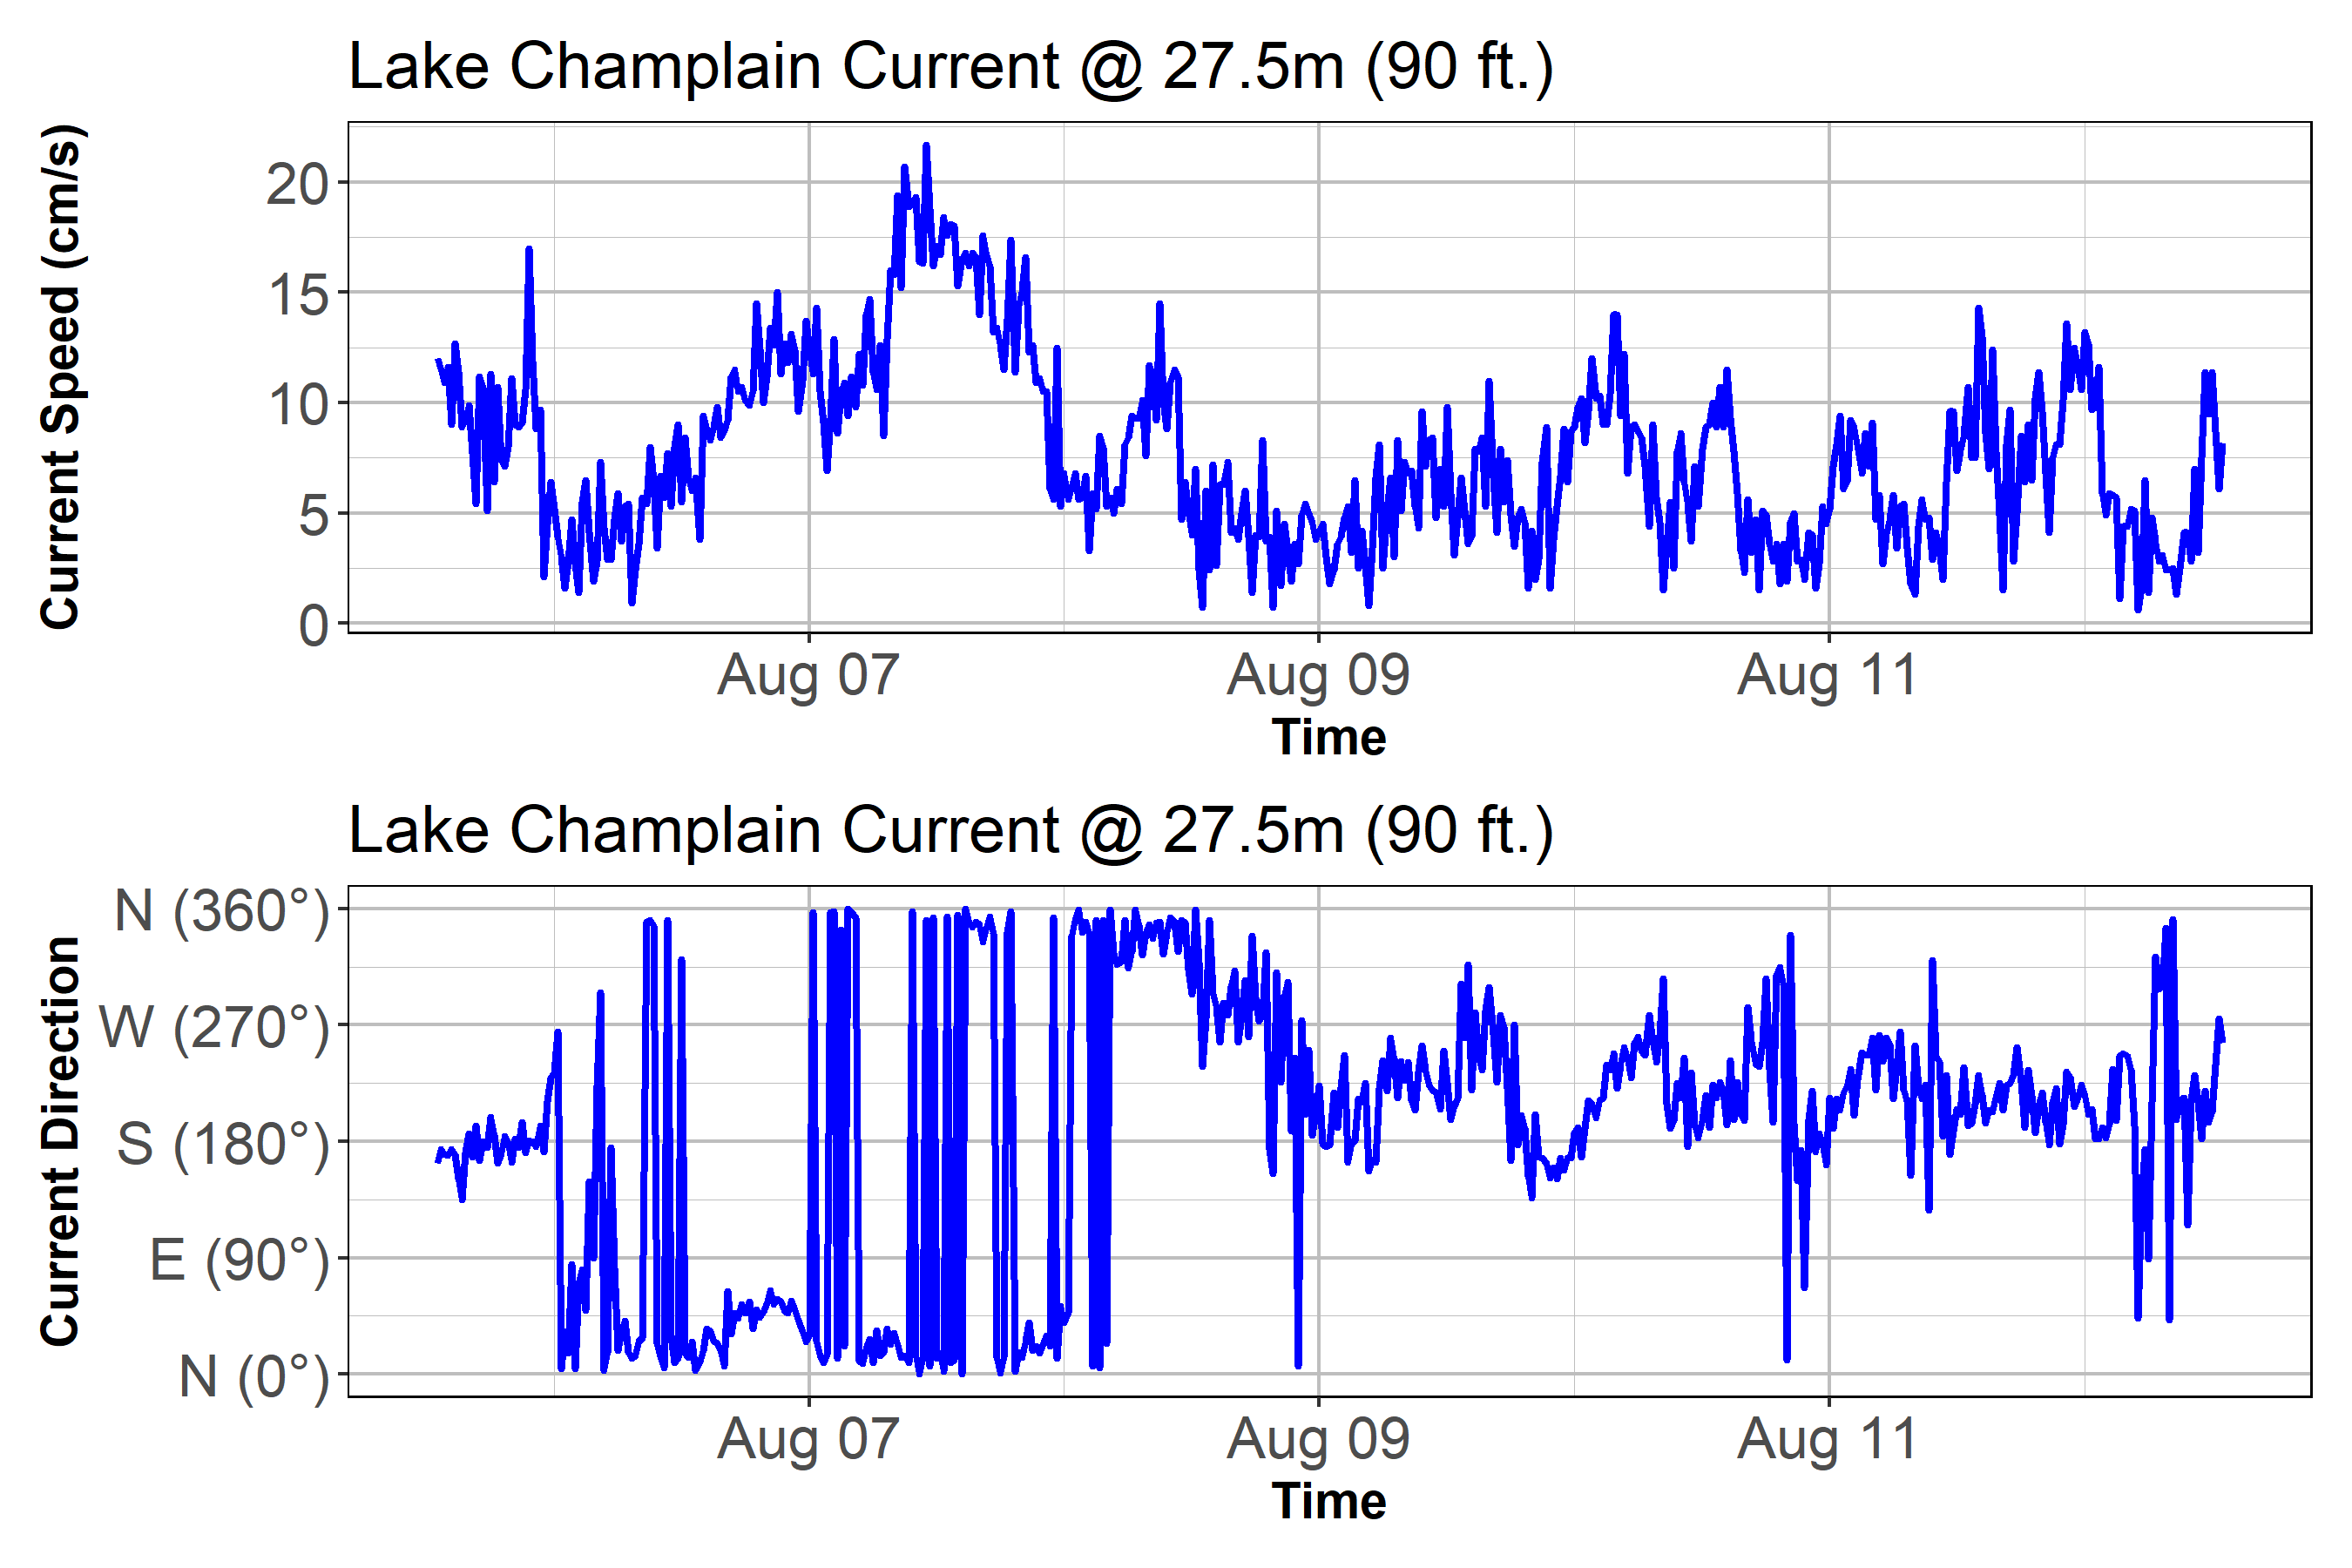 Lake Champlain Current @ 27.5m (90 ft.)
Current Speed (cm/s)
20
15
10
5
0
Aug 07 Aug 09 Aug 11
Time
Lake Champlain Current @ 27.5m (90 ft.)
Current Direction
N (360°)
W (270°)
S (180°)
E (90°)
N (0°)
Aug 07 Aug 09 Aug 11
Time